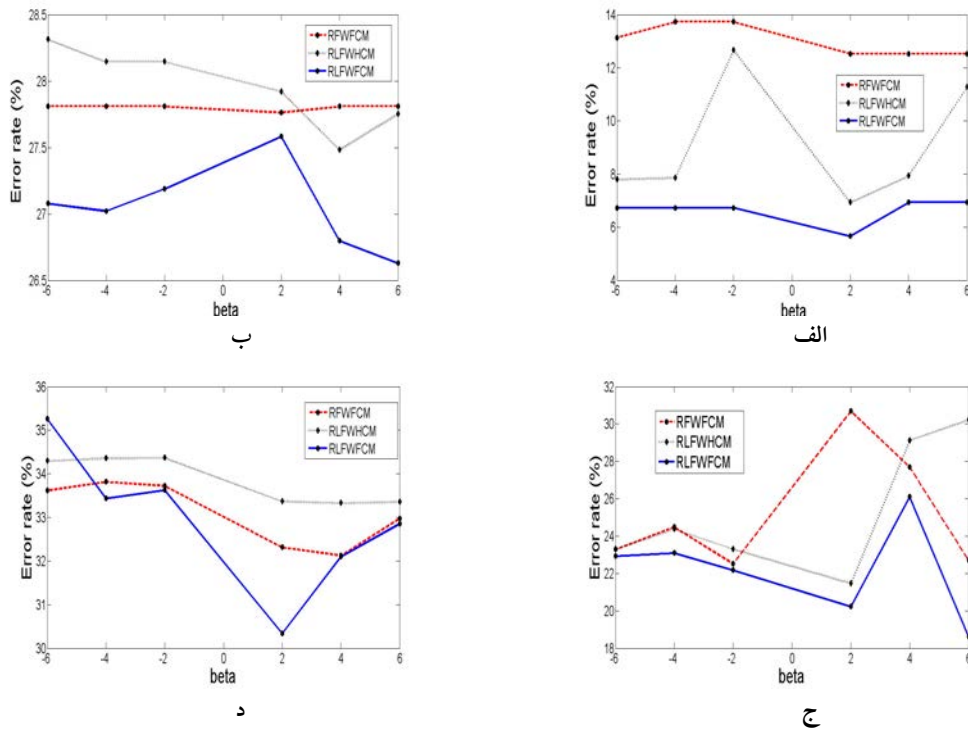 28.5
28
27.5
27
26.5
Error rate (%)
RFWFCM
RLFWHCM
RLFWFCM
-6 -4 -2 0 2 4 6
beta
ب
14
12
10
8
6
4
Error rate (%)
RFWFCM
RLFWHCM
RLFWFCM
-6 -4 -2 0 2 4 6
beta
الف
36
35
34
33
32
31
30
Error rate (%)
RFWFCM
RLFWHCM
RLFWFCM
-6 -4 -2 0 2 4 6
beta
د
32
30
28
26
24
22
20
18
Error rate (%)
RFWFCM
RLFWHCM
RLFWFCM
-6 -4 -2 0 2 4 6
beta
ج